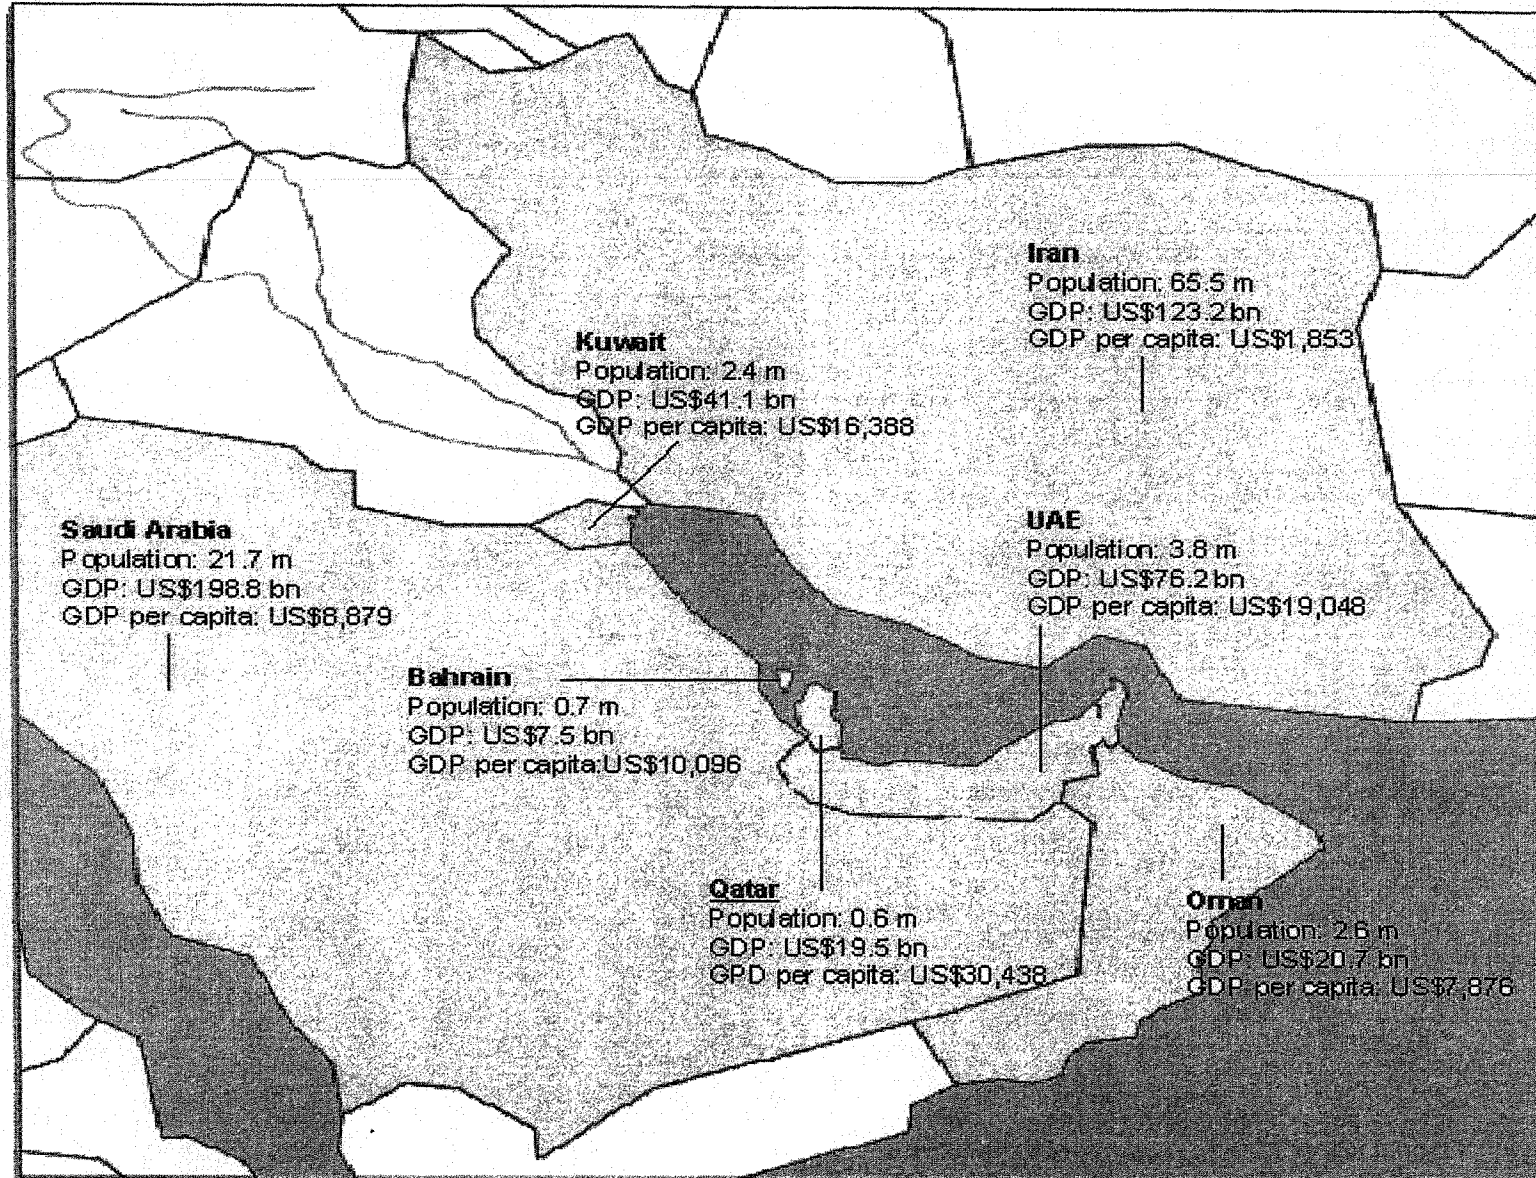 Iran
Population: 65.5 m
GDP: US$123.2 bn
GDP per capita: US$1,853
Kuwait
Population: 2.4 m
GDP: US$41.1 bn
GDP per capita: US$16,388
Saudi Arabia
Population: 21.7 m
GDP: US$198.8 bn
GDP per capita: US$8,879
UAE
Population: 3.8 m
GDP: US$76.2 bn
GDP per capita: US$19,048
Bahrain
Population: 0.7 m
GDP: US$7.5 bn
GDP per capita:US$10,096
Qatar
Population: 0.6 m
GDP: US$19.5 bn
GPD per capita: US$30,438
Oman
Population: 2.6 m
GDP: US$20.7 bn
GDP per capita: US$7,876